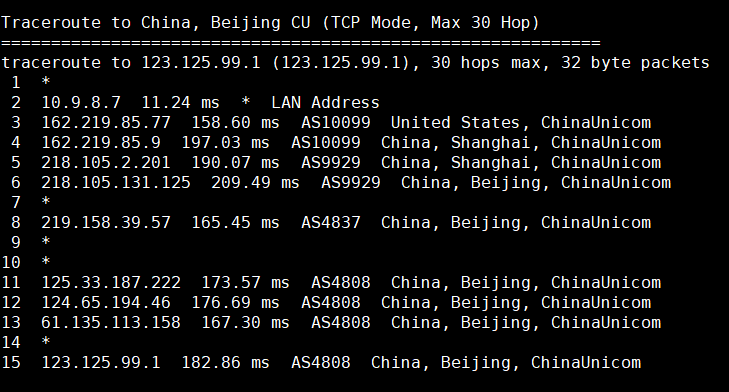 Traceroute to China, Beijing CU (TCP Mode, Max 30 Hop)
============================================================
traceroute to 123.125.99.1 (123.125.99.1), 30 hops max, 32 byte packets
 1  *
 2  10.9.8.7  11.24 ms  *  LAN Address
 3  162.219.85.77  158.60 ms  AS10099  United States, ChinaUnicom
 4  162.219.85.9  197.03 ms  AS10099  China, Shanghai, ChinaUnicom
 5  218.105.2.201  190.07 ms  AS9929  China, Shanghai, ChinaUnicom
 6  218.105.131.125  209.49 ms  AS9929  China, Beijing, ChinaUnicom
 7  *
 8  219.158.39.57  165.45 ms  AS4837  China, Beijing, ChinaUnicom
 9  *
10  *
11  125.33.187.222  173.57 ms  AS4808  China, Beijing, ChinaUnicom
12  124.65.194.46  176.69 ms  AS4808  China, Beijing, ChinaUnicom
13  61.135.113.158  167.30 ms  AS4808  China, Beijing, ChinaUnicom
14  *
15  123.125.99.1  182.86 ms  AS4808  China, Beijing, ChinaUnicom